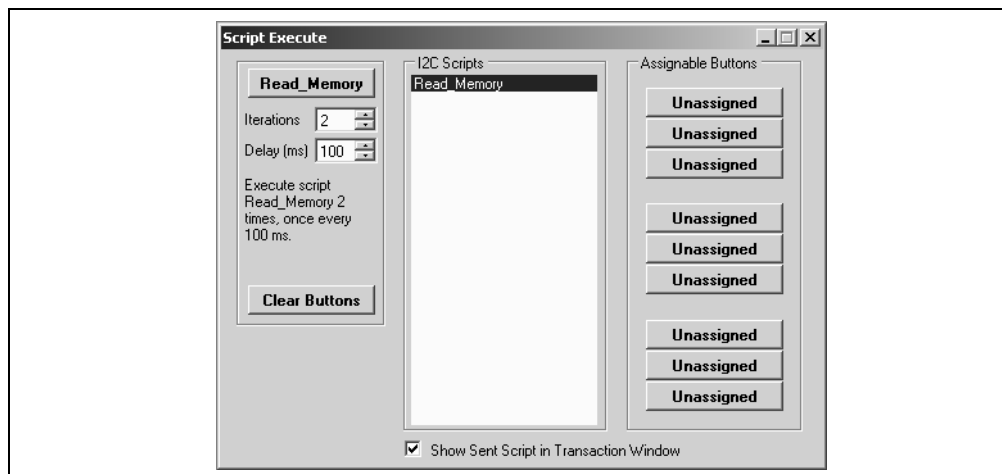 Script Execute
Read_Memory
Iterations 2
Delay (ms) 100
Execute script
Read_Memory 2
times, once every
100 ms.
Clear Buttons
I2C Scripts
Read_Memory
Assignable Buttons
Unassigned
Unassigned
Unassigned
Unassigned
Unassigned
Unassigned
Unassigned
Unassigned
Unassigned
Show Sent Script in Transaction Window